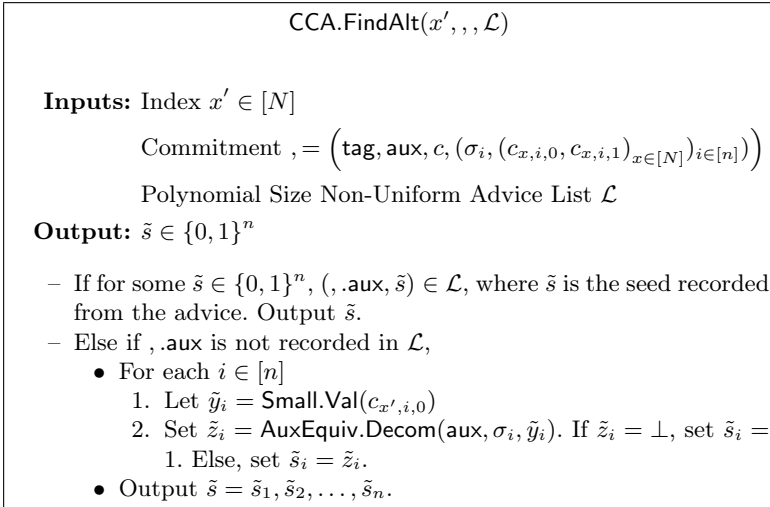 CCA.FindAlt(x′, , , ℒ)
Inputs: Index x′ ∈ [N]
Commitment , = (tag, aux, c, (σ_i, (c_{x,i,0}, c_{x,i,1})_{x∈[N]})_{i∈[n]}))
Polynomial Size Non-Uniform Advice List ℒ
Output: s̃ ∈ {0, 1}^n
– If for some s̃ ∈ {0, 1}^n, (, .aux, s̃) ∈ ℒ, where s̃ is the seed recorded
from the advice. Output s̃.
– Else if , .aux is not recorded in ℒ,
• For each i ∈ [n]
1. Let ỹ_i = Small.Val(c_{x′,i,0})
2. Set z̃_i = AuxEquiv.Decom(aux, σ_i, ỹ_i). If z̃_i = ⊥, set s̃_i =
1. Else, set s̃_i = z̃_i.
• Output s̃ = s̃_1, s̃_2, . . . , s̃_n.